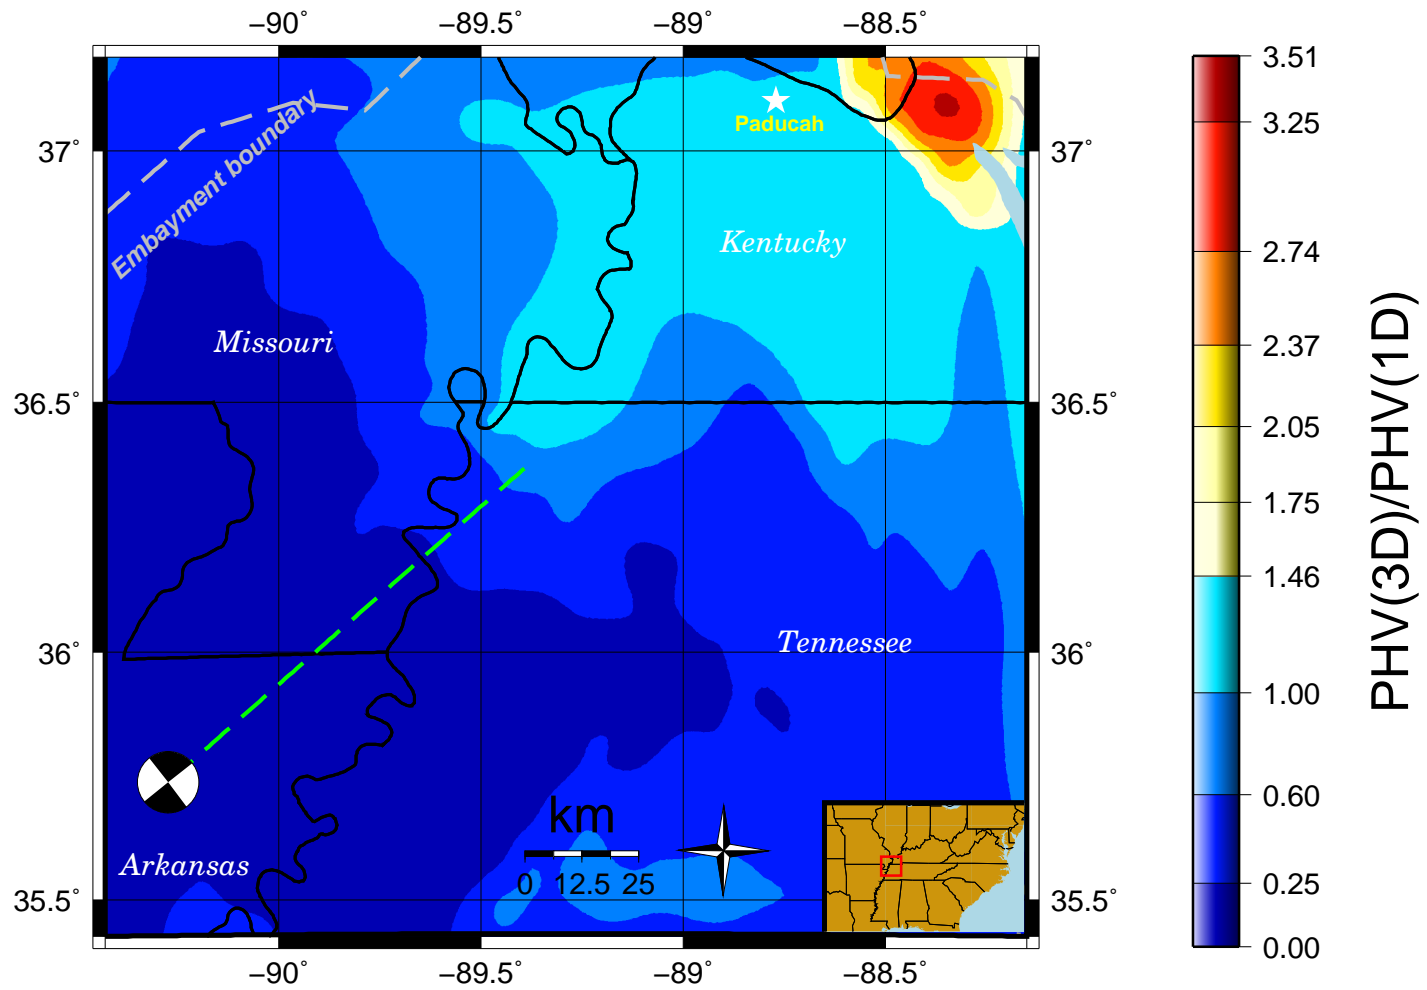 −90˚ −89.5˚ −89˚ −88.5˚
37˚
36.5˚
36˚
35.5˚
37˚
36.5˚
36˚
35.5˚
−90˚ −89.5˚ −89˚ −88.5˚
Embayment boundary
Paducah
Kentucky
Missouri
Tennessee
Arkansas
km
0 12.5 25
3.51
3.25
2.74
2.37
2.05
1.75
1.46
1.00
0.60
0.25
0.00
PHV(3D)/PHV(1D)